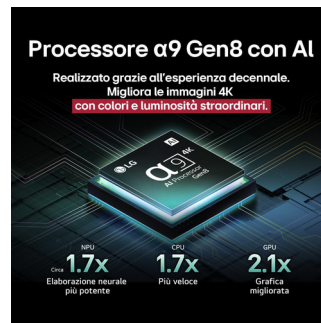 Processore α9 Gen8 con AI
Realizzato grazie all'esperienza decennale.
Migliora le immagini 4K
con colori e luminosità straordinari.
AI
LG
α9 4K
AI Processor
Gen8
NPU
CPU
GPU
Circa 1.7x
1.7x
2.1x
Elaborazione neurale
più potente
Più veloce
Grafica
migliorata